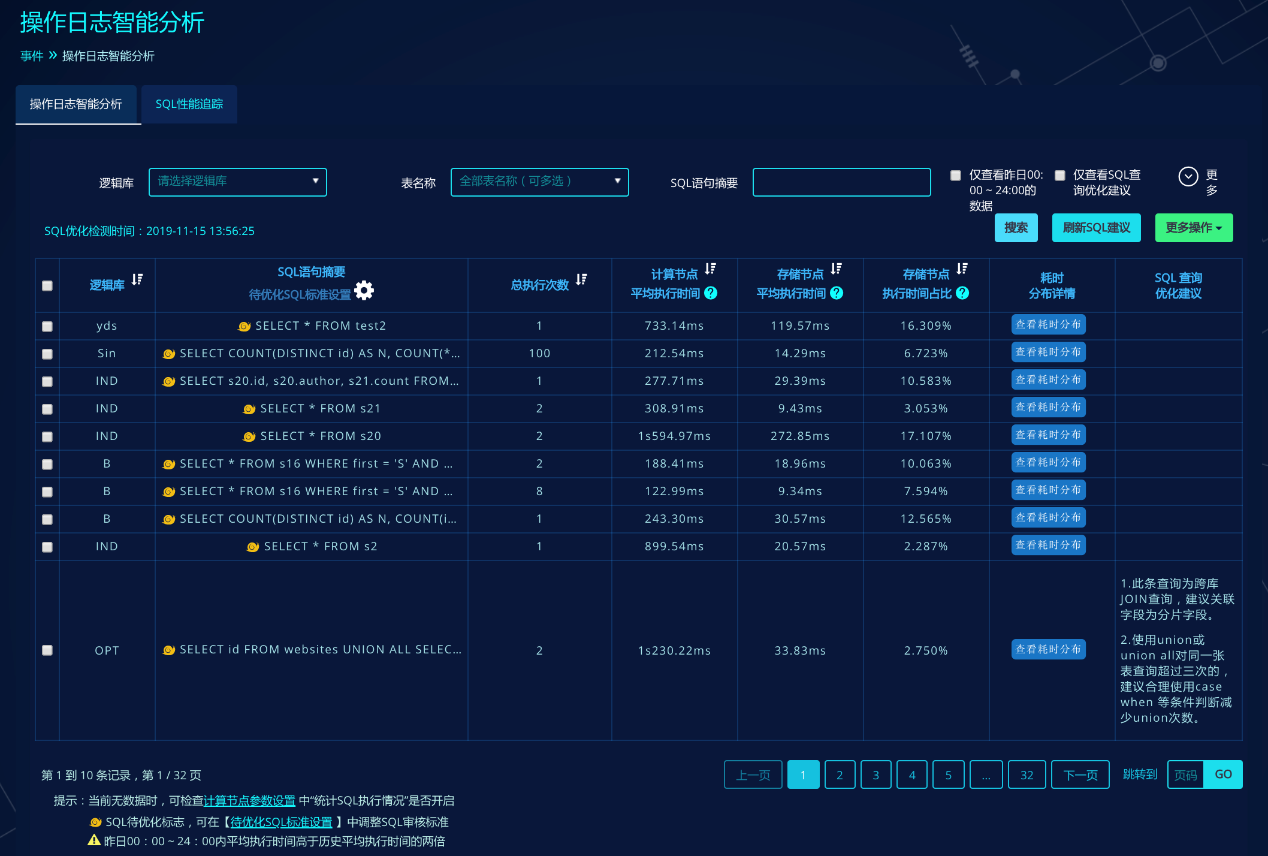 操作日志智能分析
事件 » 操作日志智能分析
操作日志智能分析 SQL性能追踪
逻辑库 请选择逻辑库 表名称 全部表名称（可多选） SQL语句摘要 仅查看昨日00:00 ~ 24:00的数据 仅查看SQL查询优化建议 更多
搜索 刷新SQL建议 更多操作
SQL优化检测时间：2019-11-15 13:56:25
逻辑库 SQL语句摘要 待优化SQL标准设置 总执行次数 计算节点 平均执行时间 存储节点 平均执行时间 存储节点 执行时间占比 耗时 分布详情 SQL 查询 优化建议
yds SELECT * FROM test2 1 733.14ms 119.57ms 16.309% 查看耗时分布
Sin SELECT COUNT(DISTINCT id) AS N, COUNT(*... 100 212.54ms 14.29ms 6.723% 查看耗时分布
IND SELECT s20.id, s20.author, s21.count FROM... 1 277.71ms 29.39ms 10.583% 查看耗时分布
IND SELECT * FROM s21 2 308.91ms 9.43ms 3.053% 查看耗时分布
IND SELECT * FROM s20 2 1s594.97ms 272.85ms 17.107% 查看耗时分布
B SELECT * FROM s16 WHERE first = 'S' AND ... 2 188.41ms 18.96ms 10.063% 查看耗时分布
B SELECT * FROM s16 WHERE first = 'S' AND ... 8 122.99ms 9.34ms 7.594% 查看耗时分布
B SELECT COUNT(DISTINCT id) AS N, COUNT(i... 1 243.30ms 30.57ms 12.565% 查看耗时分布
IND SELECT * FROM s2 1 899.54ms 20.57ms 2.287% 查看耗时分布
OPT SELECT id FROM websites UNION ALL SELEC... 2 1s230.22ms 33.83ms 2.750% 查看耗时分布
1.此条查询为跨库
JOIN查询，建议关联
字段为分片字段。
2.使用union或
union all对同一张
表查询超过三次的，
建议合理使用case
when 等条件判断减
少union次数。
第 1 到 10 条记录，第 1 / 32 页 上一页 1 2 3 4 5 ... 32 下一页 跳转到 页码 GO
提示：当前无数据时，可检查计算节点参数设置 中“统计SQL执行情况”是否开启
SQL待优化标志，可在【待优化SQL标准设置 】中调整SQL审核标准
昨日00：00 ~ 24：00内平均执行时间高于历史平均执行时间的两倍